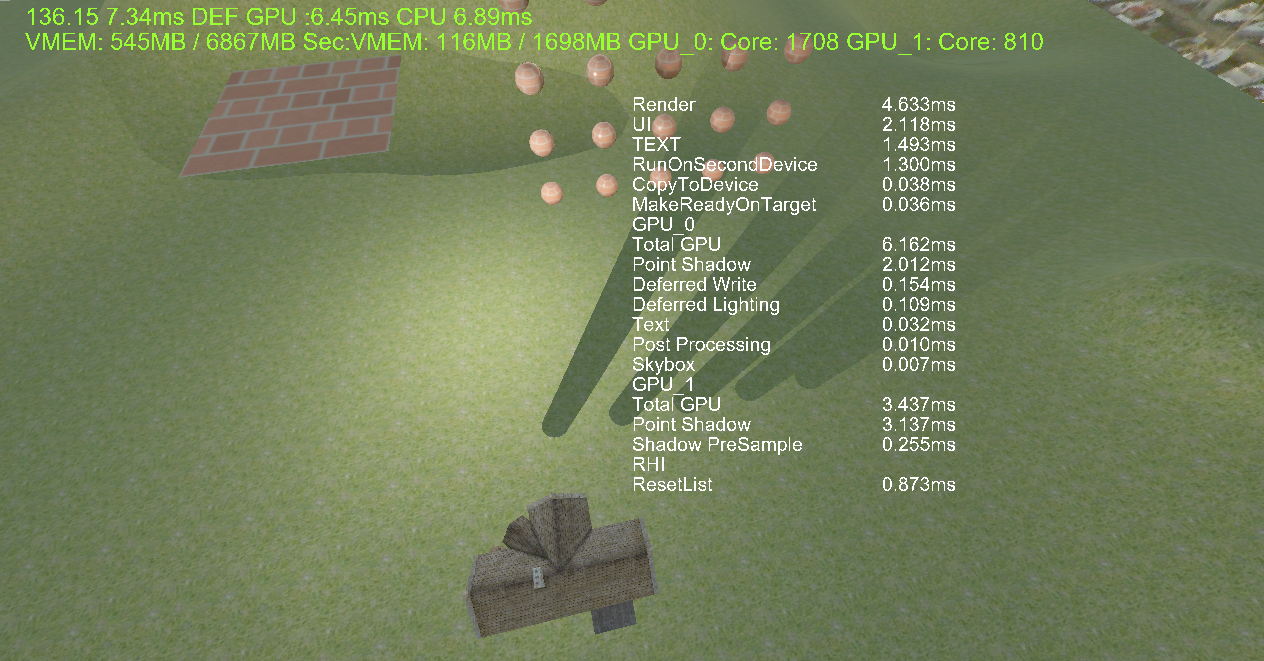 136.15 7.34ms DEF GPU :6.45ms CPU 6.89ms
VMEM: 545MB / 6867MB Sec:VMEM: 116MB / 1698MB GPU_0: Core: 1708 GPU_1: Core: 810
Render 4.633ms
UI 2.118ms
TEXT 1.493ms
RunOnSecondDevice 1.300ms
CopyToDevice 0.038ms
MakeReadyOnTarget 0.036ms
GPU_0
Total GPU 6.162ms
Point Shadow 2.012ms
Deferred Write 0.154ms
Deferred Lighting 0.109ms
Text 0.032ms
Post Processing 0.010ms
Skybox 0.007ms
GPU_1
Total GPU 3.437ms
Point Shadow 3.137ms
Shadow PreSample 0.255ms
RHI
ResetList 0.873ms